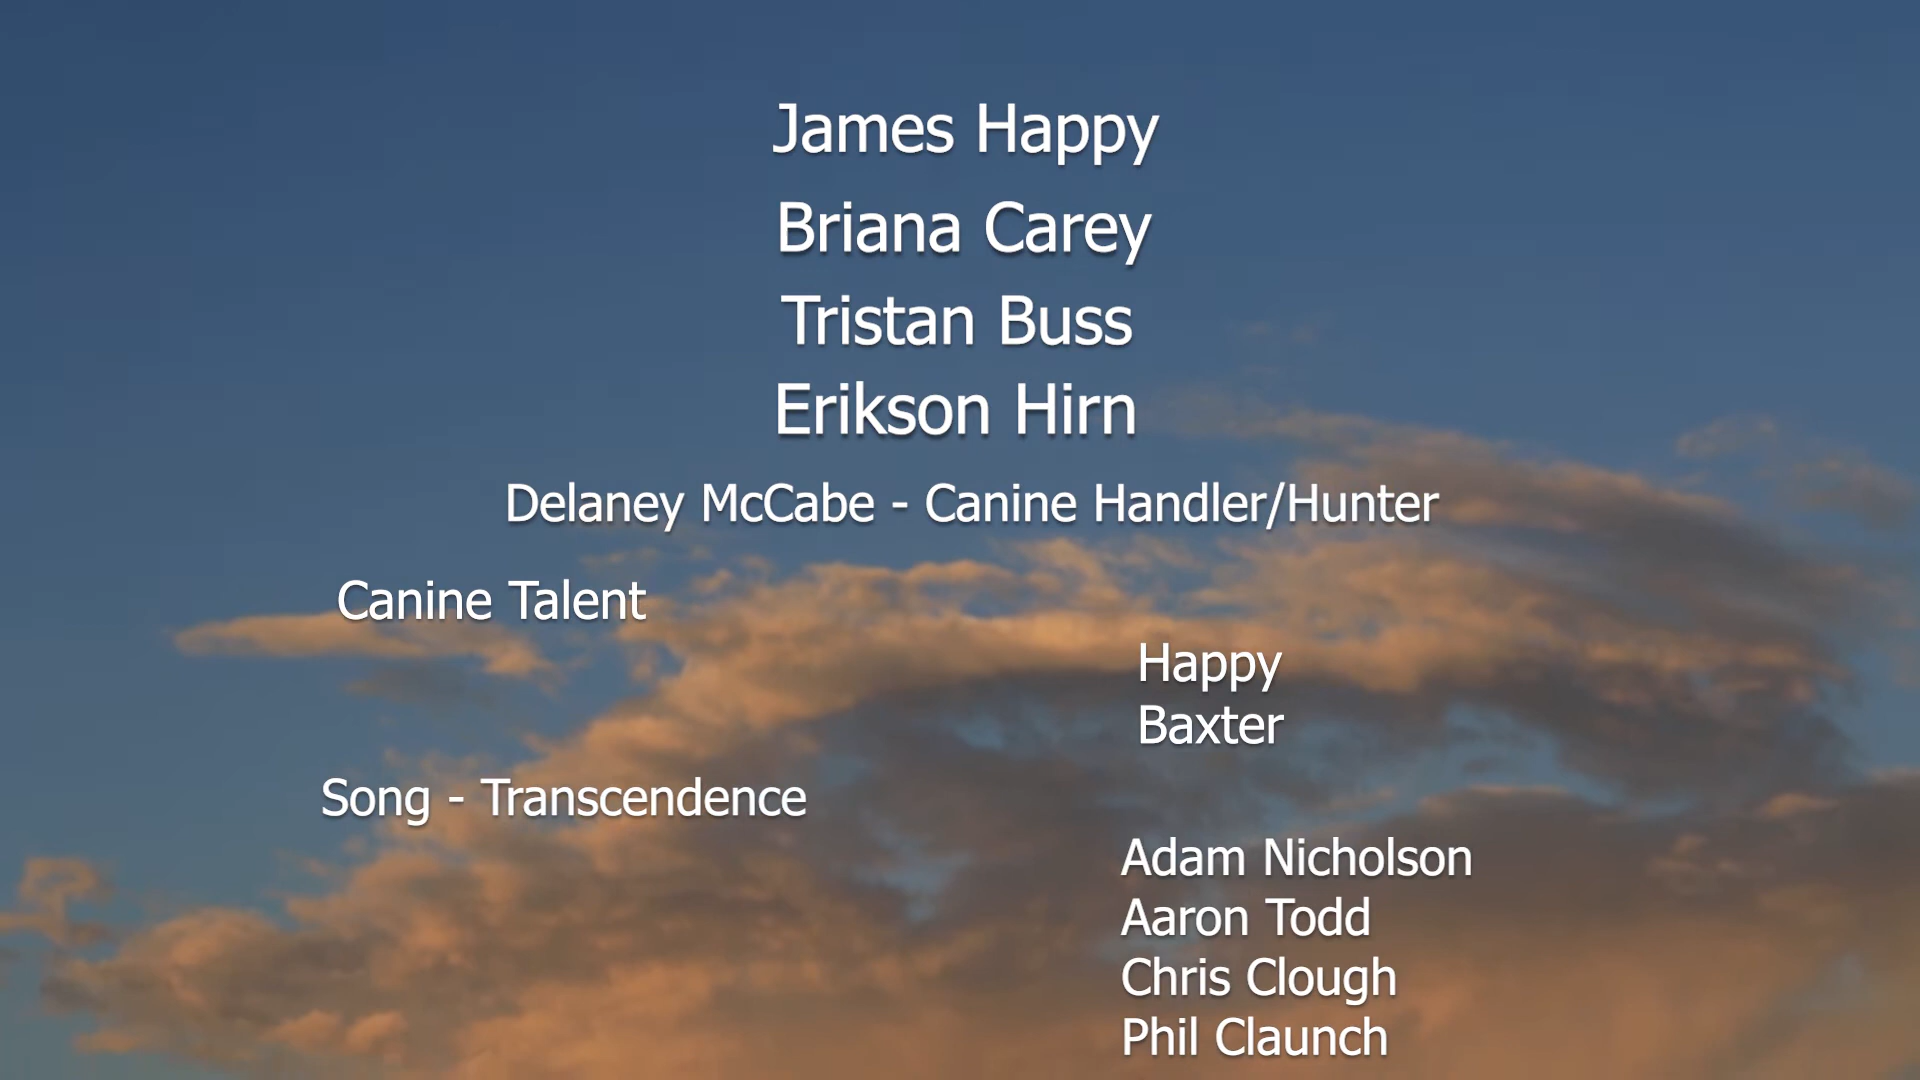 James Happy
Briana Carey
Tristan Buss
Erikson Hirn
Delaney McCabe - Canine Handler/Hunter
Canine Talent
Happy
Baxter
Song - Transcendence
Adam Nicholson
Aaron Todd
Chris Clough
Phil Claunch